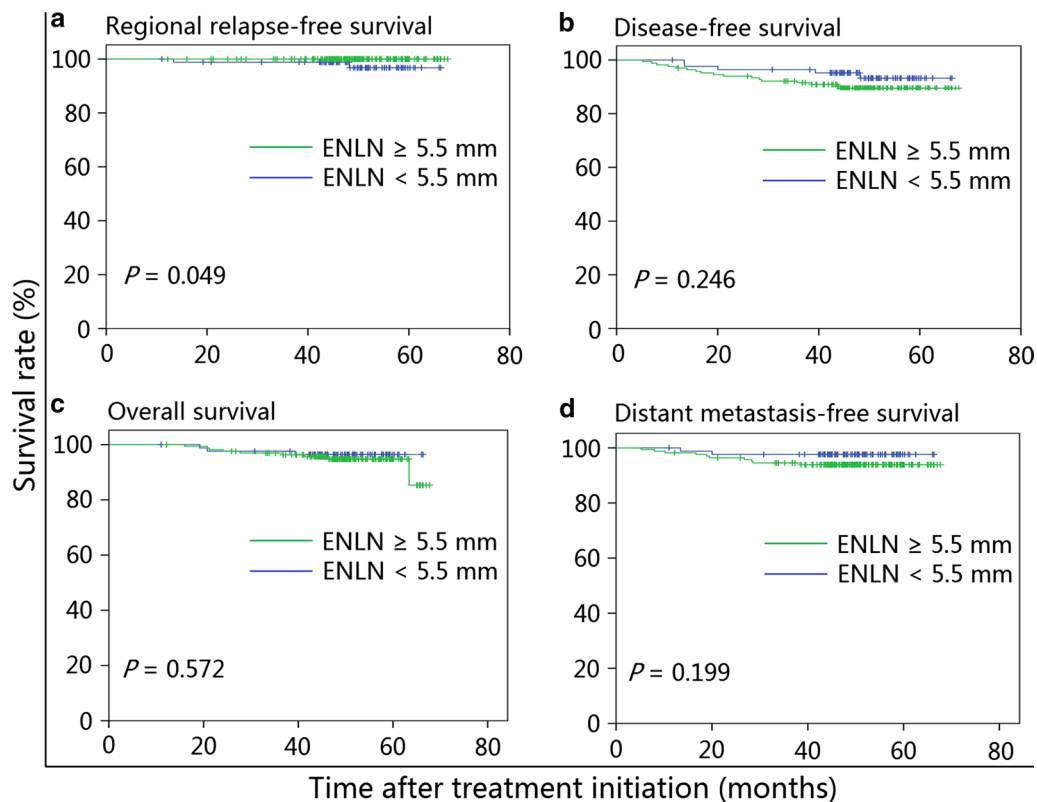 Survival rate (%)
a
Regional relapse-free survival
100
80
60
40
20
0
ENLN ≥ 5.5 mm
ENLN < 5.5 mm
P = 0.049
0 20 40 60 80
b
Disease-free survival
100
80
60
40
20
0
ENLN ≥ 5.5 mm
ENLN < 5.5 mm
P = 0.246
0 20 40 60 80
c
Overall survival
100
80
60
40
20
0
ENLN ≥ 5.5 mm
ENLN < 5.5 mm
P = 0.572
0 20 40 60 80
d
Distant metastasis-free survival
100
80
60
40
20
0
ENLN ≥ 5.5 mm
ENLN < 5.5 mm
P = 0.199
0 20 40 60 80
Time after treatment initiation (months)